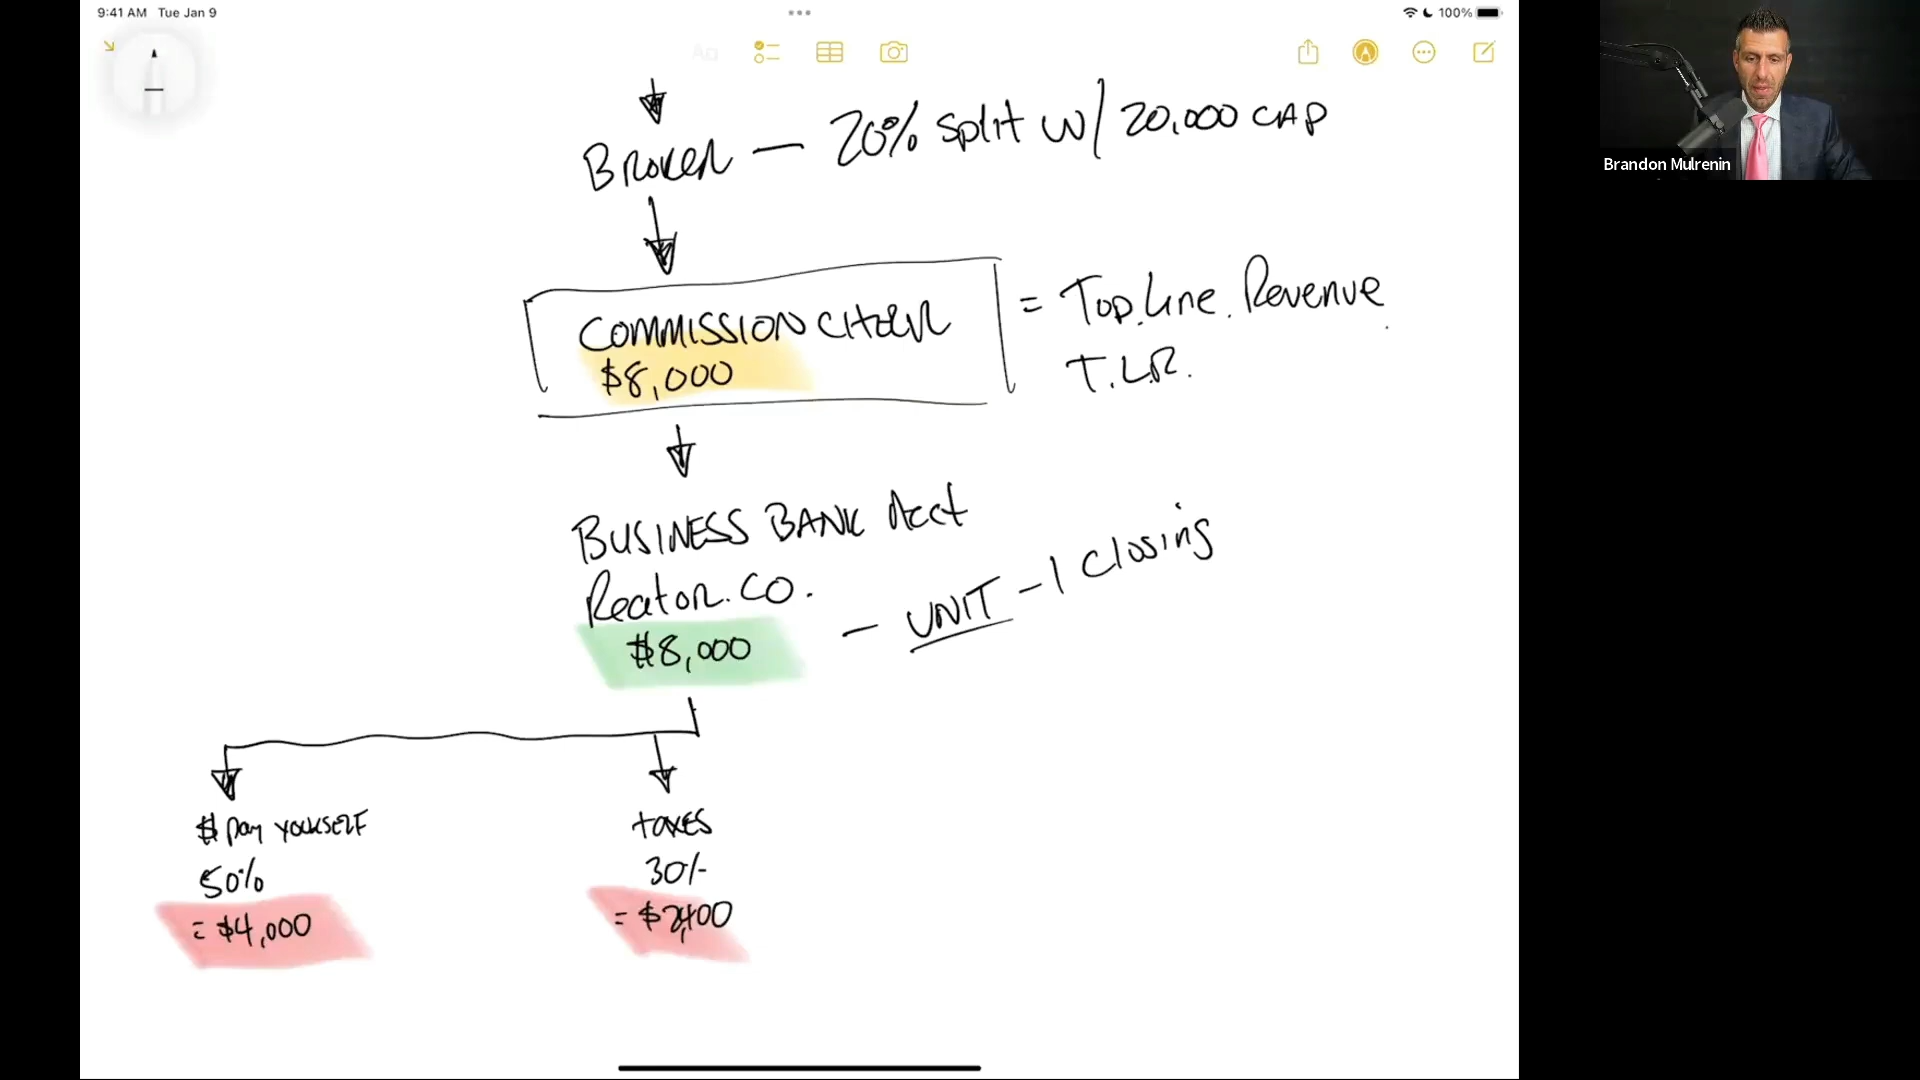 9:41 AM Tue Jan 9
100%
Aa
Broker — 20% split w/ 20,000 CAP
COMMISSION CHECK
$8,000
= Top.Line.Revenue
T.L.R.
BUSINESS BANK Acct
Reator.CO.
$8,000
— UNIT - 1 closing
$ Pay YOURSELF
50%
= $4,000
taxes
30%
= $2,400
Brandon Mulrenin